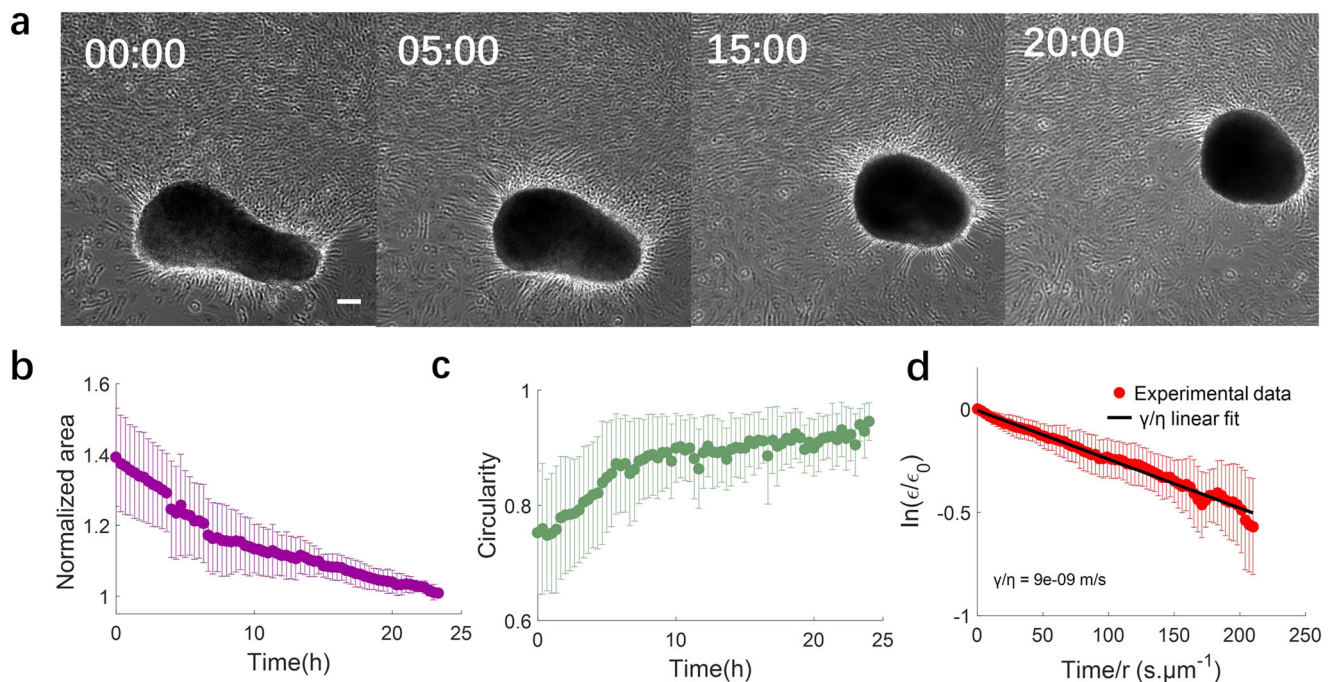 a
00:00
05:00
15:00
20:00
b
Normalized area
1.6
1.4
1.2
1
0
10
20
25
Time(h)
c
Circularity
1
0.8
0.6
0
10
20
25
Time(h)
d
ln(ϵ/ϵ₀)
0
-0.5
-1
Experimental data
γ/η linear fit
γ/η = 9e-09 m/s
0
50
100
150
200
250
Time/r (s.µm⁻¹)